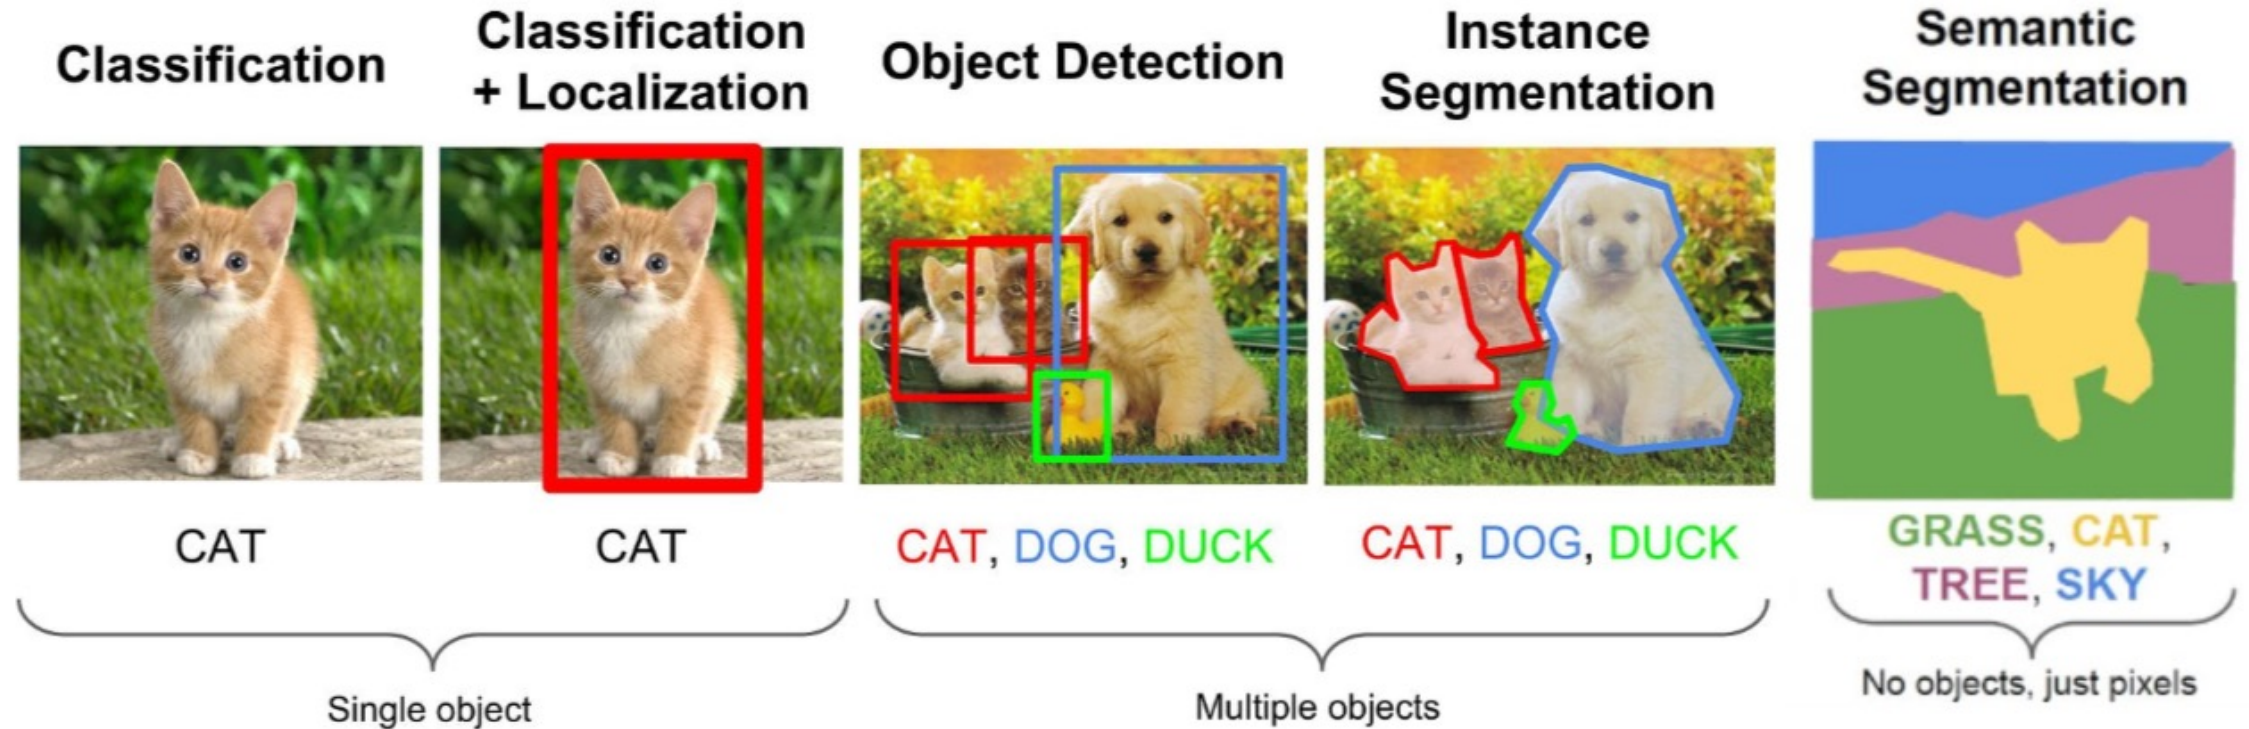 Classification
Classification
+ Localization
Object Detection
Instance
Segmentation
Semantic
Segmentation
CAT
CAT
CAT, DOG, DUCK
CAT, DOG, DUCK
GRASS, CAT,
TREE, SKY
Single object
Multiple objects
No objects, just pixels